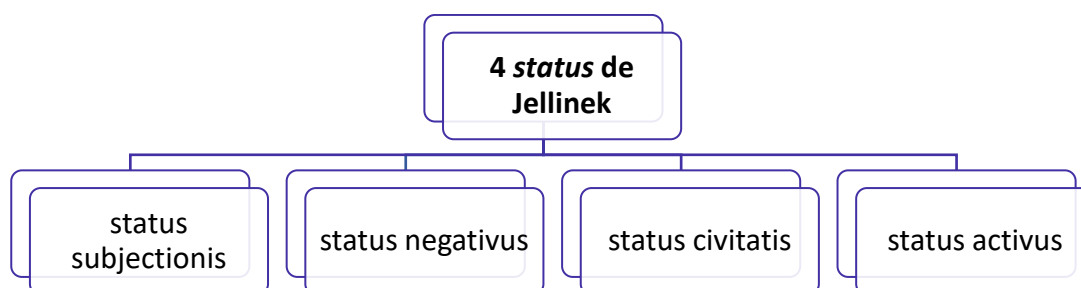 4 status de
Jellinek
status
subjectionis
status negativus
status civitatis
status activus